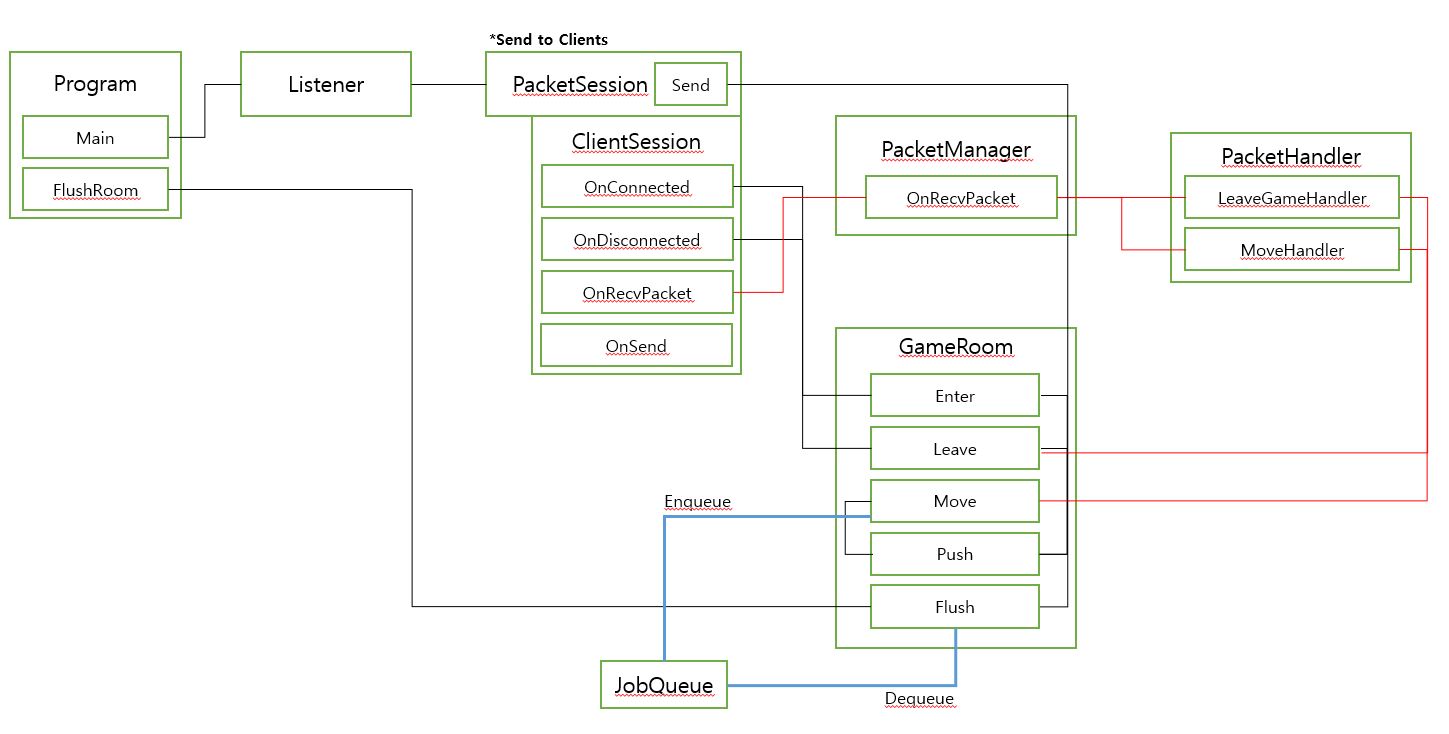 *Send to Clients
Program
Main
FlushRoom
Listener
PacketSession
Send
ClientSession
OnConnected
OnDisconnected
OnRecvPacket
OnSend
PacketManager
OnRecvPacket
PacketHandler
LeaveGameHandler
MoveHandler
GameRoom
Enter
Leave
Move
Push
Flush
Enqueue
JobQueue
Dequeue